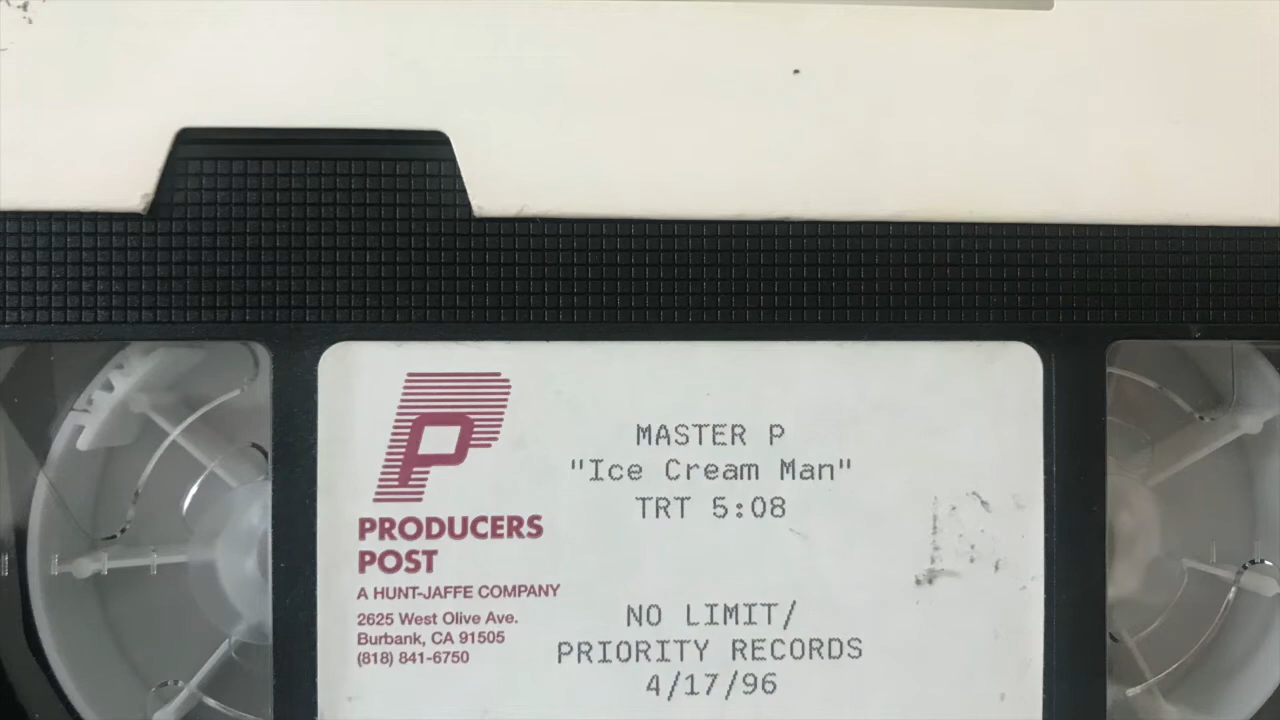 P
PRODUCERS
POST
A HUNT-JAFFE COMPANY
2625 West Olive Ave.
Burbank, CA 91505
(818) 841-6750
MASTER P
"Ice Cream Man"
TRT 5:08
NO LIMIT/
PRIORITY RECORDS
4/17/96